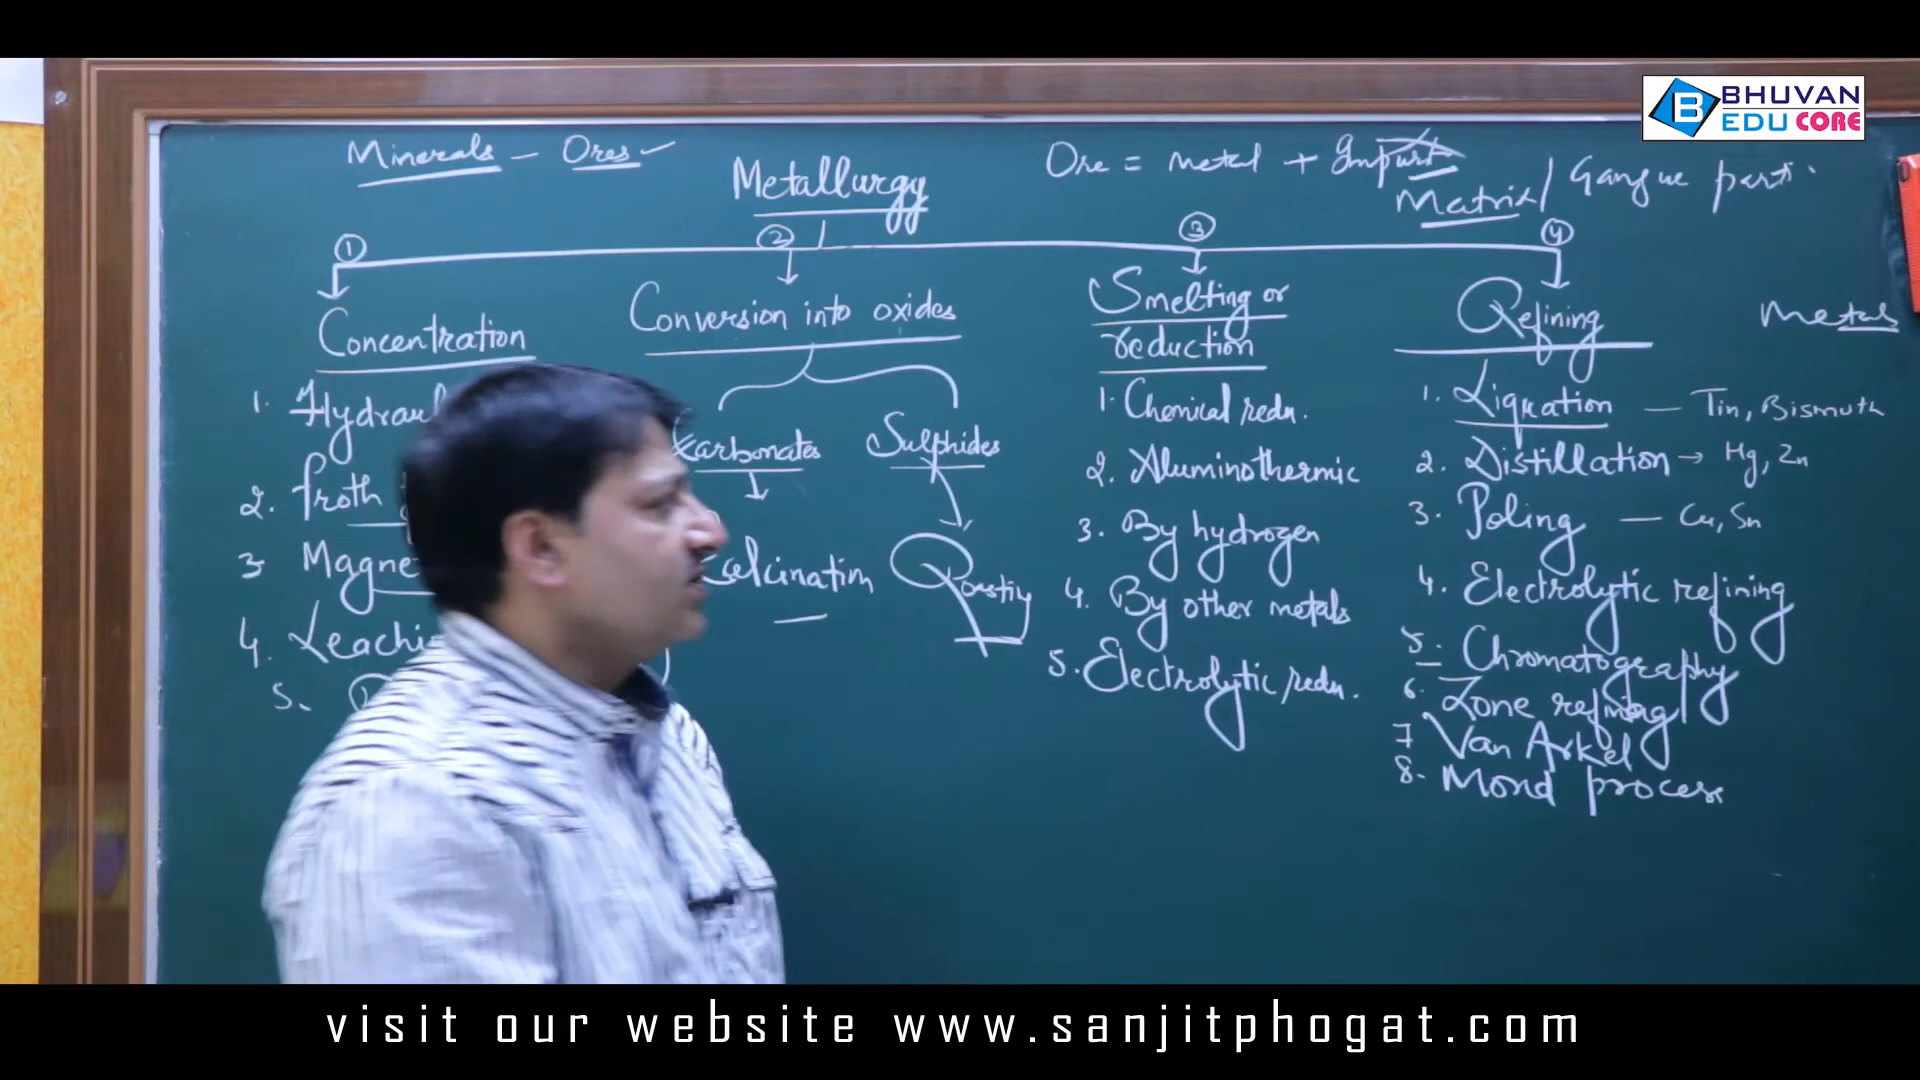 BHUVAN
EDU CORE
Minerals - Ores
Metallurgy
Ore = metal +
Matrix / Gangue parti
① ② ③ ④
Concentration
Conversion into oxides
Smelting or
reduction
Refining
Metals
1. Hydraul
2. froth
3 Magne
4. Leachi
5.
Carbonates
Sulphides
Calcination
Roasting
1. Chemical redn.
2. Aluminothermic
3. By hydrogen
4. By other metals
5. Electrolytic redn.
1. Liquation — Tin, Bismuth
2. Distillation → Hg, Zn
3. Poling — Cu, Sn
4. Electrolytic refining
5. Chromatography
6. Zone refining
7 Van Arkel
8. Mond process
visit our website www.sanjitphogat.com